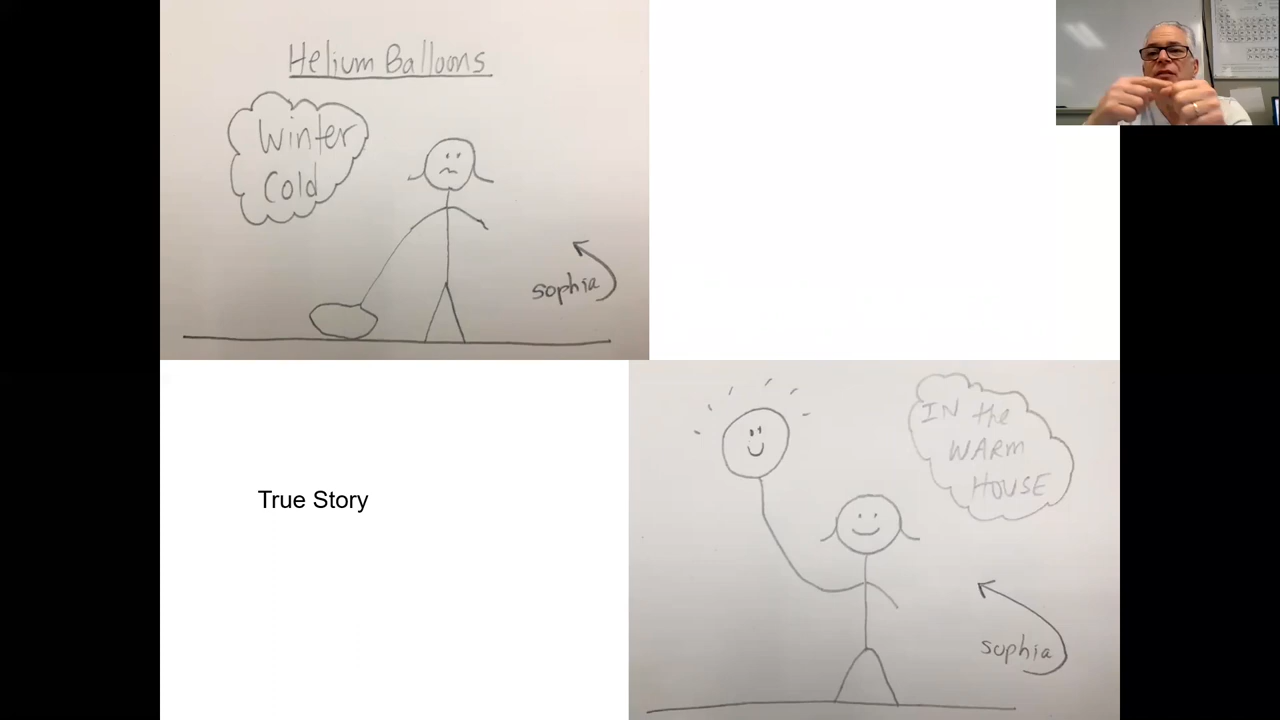 Helium Balloons
Winter
Cold
sophia
True Story
IN the
WARM
HOUSE
sophia